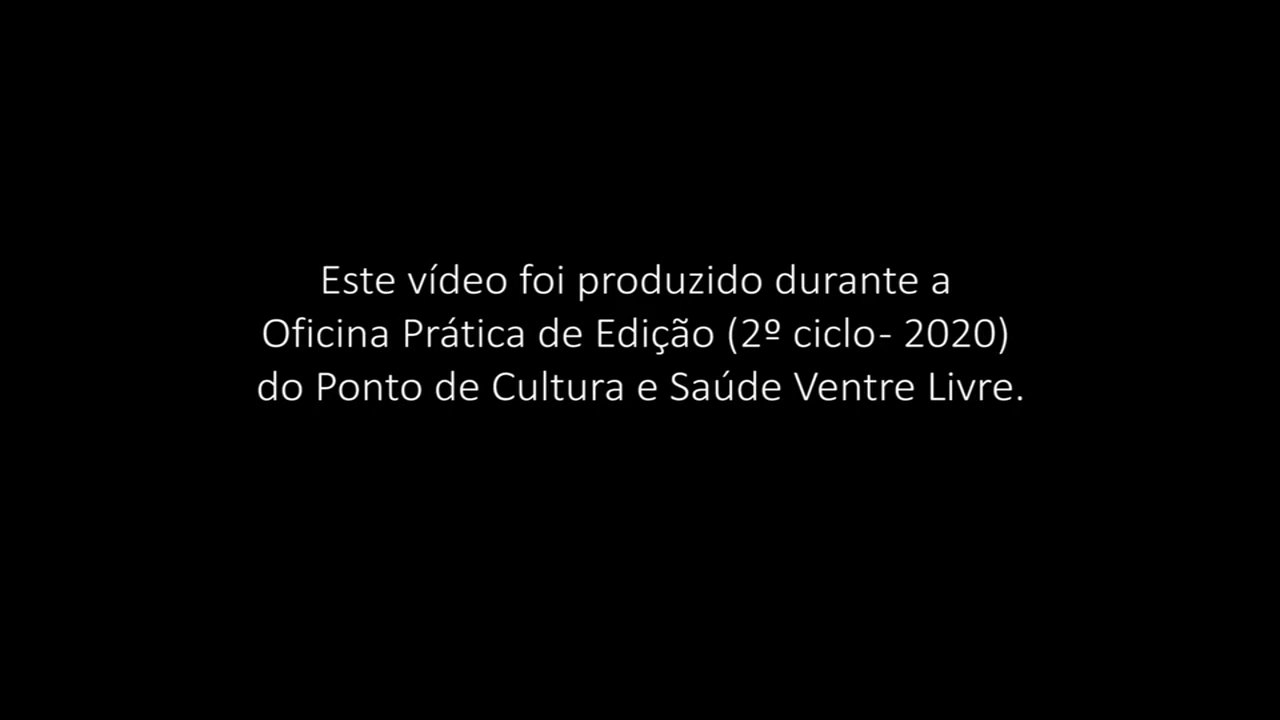 Este vídeo foi produzido durante a
Oficina Prática de Edição (2º ciclo- 2020)
do Ponto de Cultura e Saúde Ventre Livre.